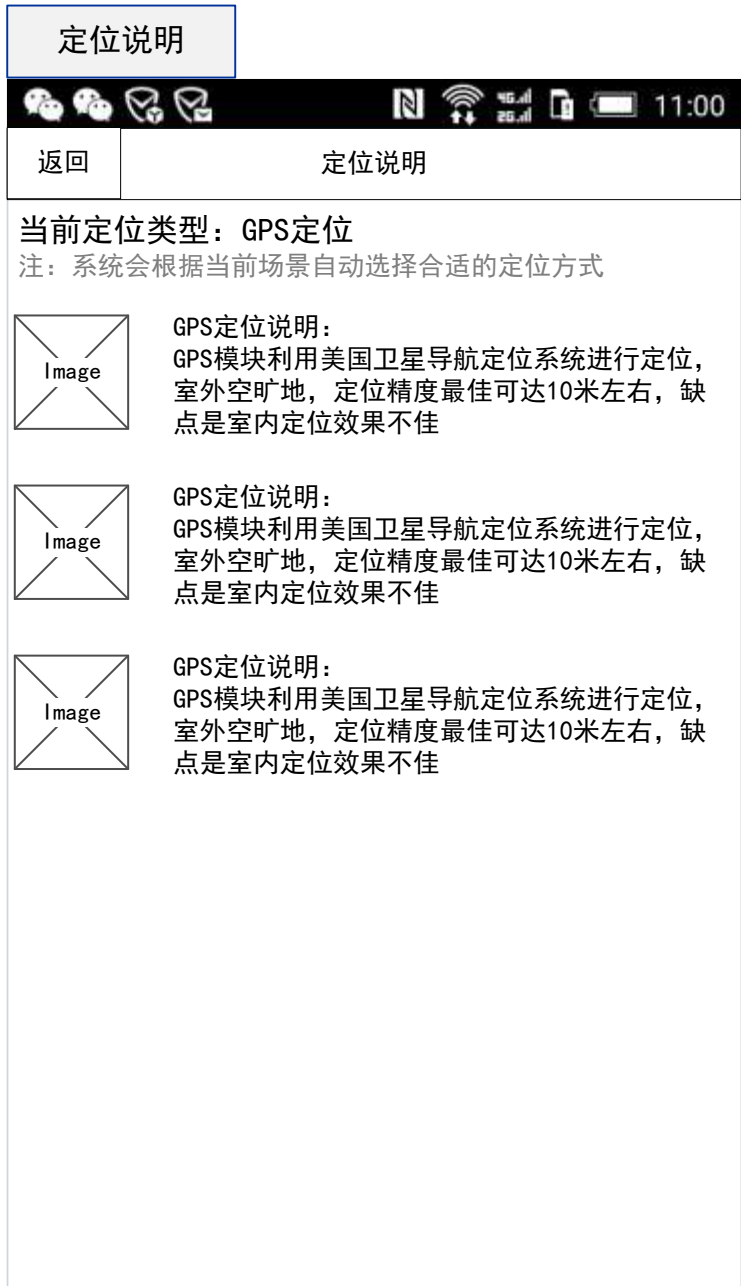 定位说明
4G
2G
11:00
返回
定位说明
当前定位类型：GPS定位
注：系统会根据当前场景自动选择合适的定位方式
Image
GPS定位说明：
GPS模块利用美国卫星导航定位系统进行定位，
室外空旷地，定位精度最佳可达10米左右，缺
点是室内定位效果不佳
Image
GPS定位说明：
GPS模块利用美国卫星导航定位系统进行定位，
室外空旷地，定位精度最佳可达10米左右，缺
点是室内定位效果不佳
Image
GPS定位说明：
GPS模块利用美国卫星导航定位系统进行定位，
室外空旷地，定位精度最佳可达10米左右，缺
点是室内定位效果不佳